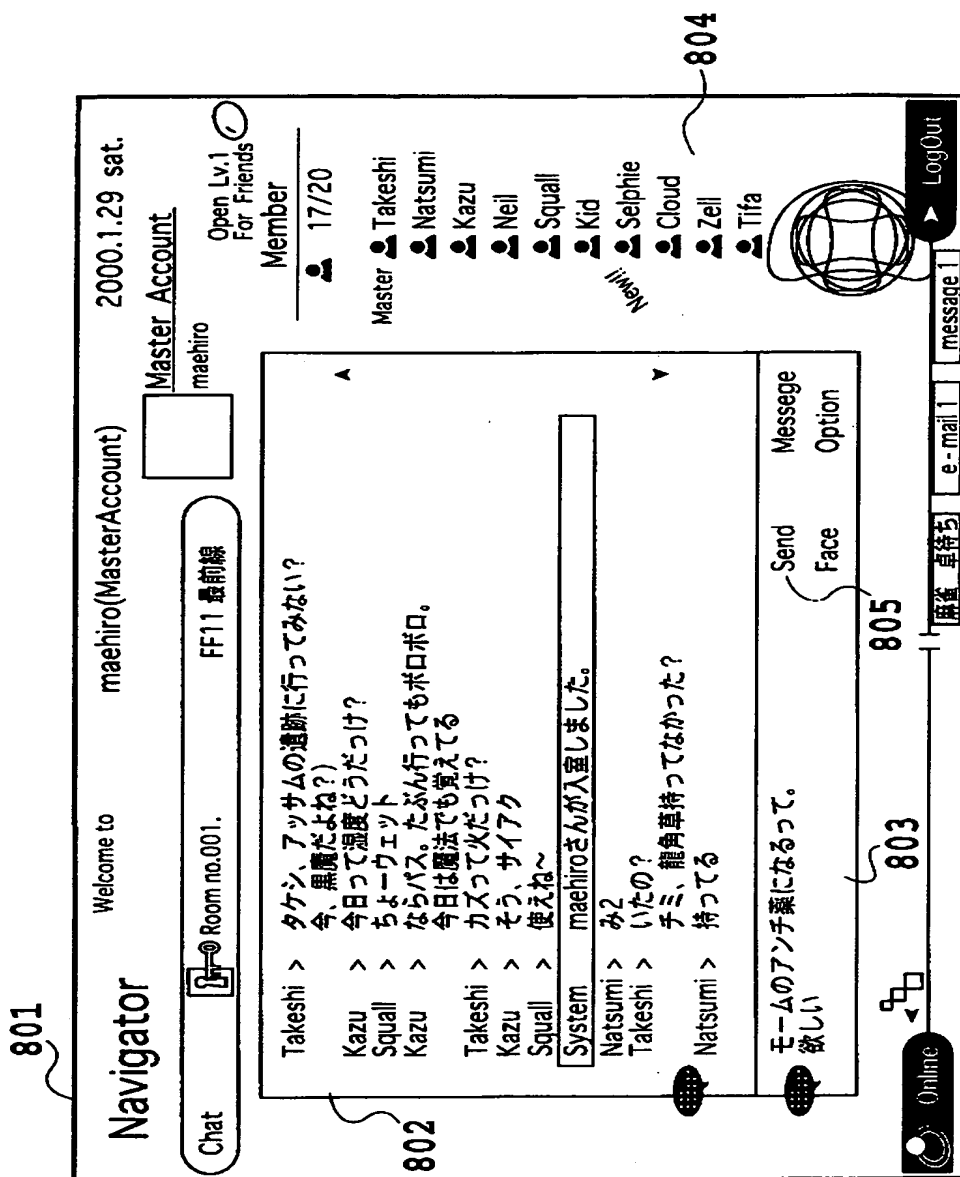 801
Navigator
Welcome to
maehiro(MasterAccount)
2000.1.29 sat.
Chat
Room no.001.
FF11 最前線
Master Account
maehiro
Open Lv.1
For Friends
Member
17/20
Master Takeshi
Natsumi
Kazu
Neil
Squall
Kid
New!! Selphie
Cloud
Zell
Tifa
804
802
Takeshi > タケシ、アッサムの遺跡に行ってみない?
今、黒魔だよね?)
Kazu > 今日って湿度どうだっけ?
Squall > ちょーウェット
Kazu > ならパス。たぶん行ってもボロボロ。
今日は魔法でも覚えてる
Takeshi > カズって火だっけ?
Kazu > そう、サイアク
Squall > 使えね~
System maehiroさんが入室しました。
Natsumi > み2
Takeshi > いたの?
チミ、龍角草持ってなかった?
Natsumi > 持ってる
モームのアンチ薬になるって。
欲しい
Send Messege
Face Option
803
805
Online
麻雀 卓待ち
e-mail 1
message 1
LogOut